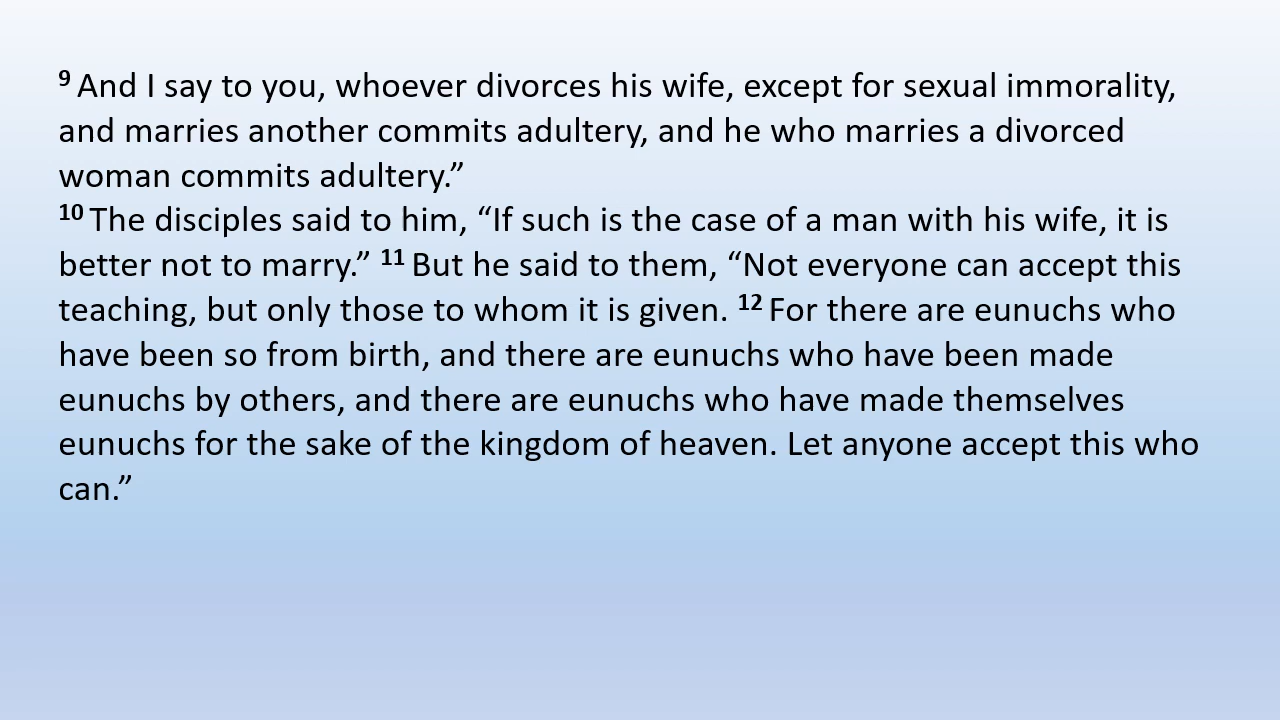 9 And I say to you, whoever divorces his wife, except for sexual immorality,
and marries another commits adultery, and he who marries a divorced
woman commits adultery.”
10 The disciples said to him, “If such is the case of a man with his wife, it is
better not to marry.” 11 But he said to them, “Not everyone can accept this
teaching, but only those to whom it is given. 12 For there are eunuchs who
have been so from birth, and there are eunuchs who have been made
eunuchs by others, and there are eunuchs who have made themselves
eunuchs for the sake of the kingdom of heaven. Let anyone accept this who
can.”